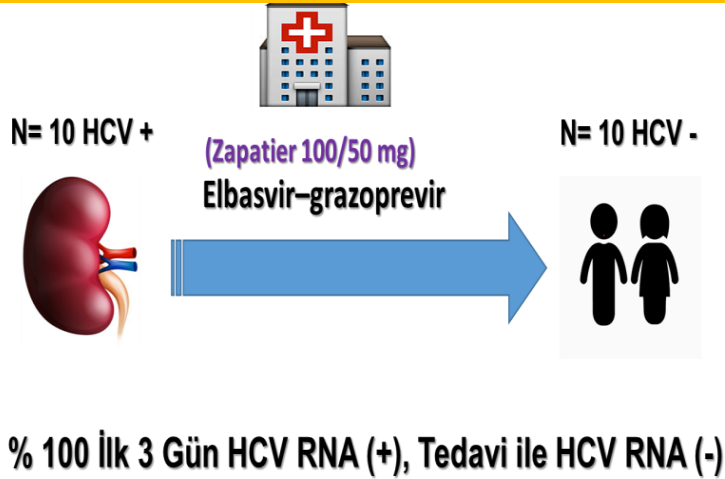 N= 10 HCV +
(Zapatier 100/50 mg)
Elbasvir–grazoprevir
N= 10 HCV -
% 100 İlk 3 Gün HCV RNA (+), Tedavi ile HCV RNA (-)